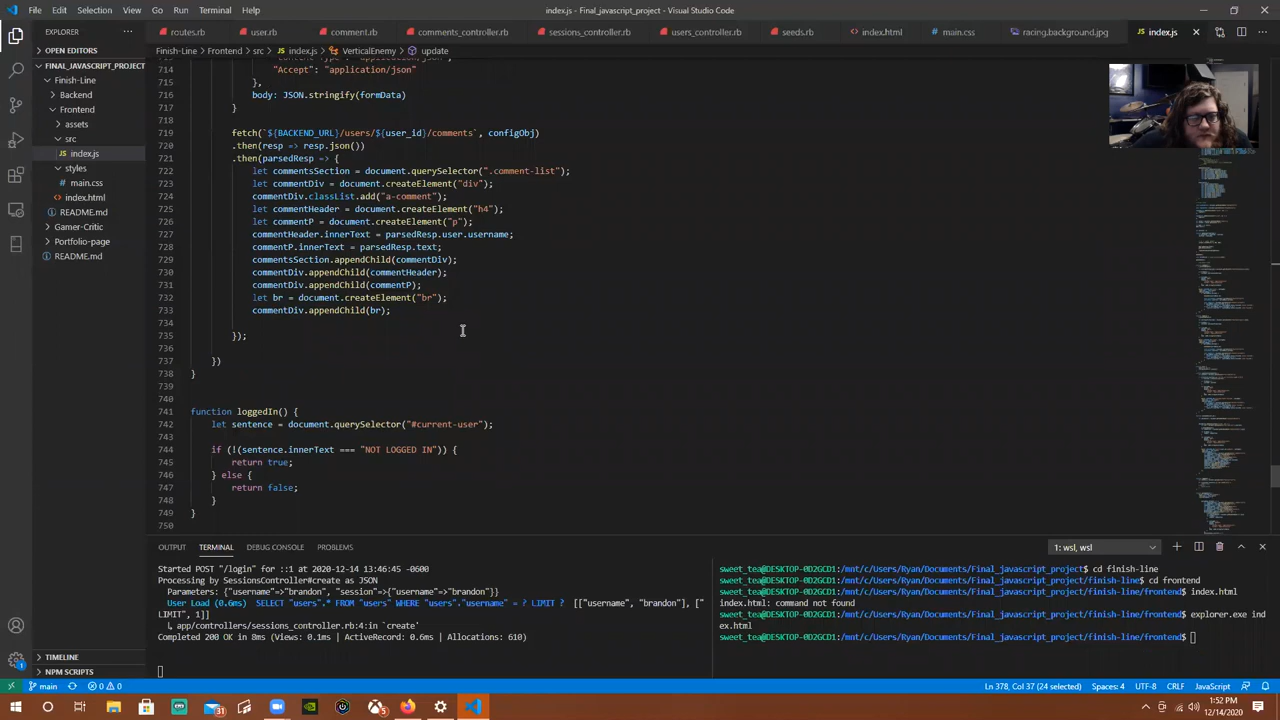 File Edit Selection View Go Run Terminal Help
index.js - Final_javascript_project - Visual Studio Code
EXPLORER
routes.rb
user.rb
comment.rb
comments_controller.rb
sessions_controller.rb
users_controller.rb
seeds.rb
index.html
main.css
racing.background.jpg
index.js
OPEN EDITORS
Finish-Line > Frontend > src > index.js > VerticalEnemy > update
FINAL_JAVASCRIPT_PROJECT
Finish-Line
Backend
Frontend
assets
src
index.js
styles
main.css
index.html
README.md
Gamer-Critic
Portfolio-page
README.md
714 "Accept": "application/json"
715 },
716 body: JSON.stringify(formData)
717 }
718
719 fetch(`${BACKEND_URL}/users/${user_id}/comments`, configObj)
720 .then(resp => resp.json())
721 .then(parsedResp => {
722 let commentsSection = document.querySelector(".comment-list");
723 let commentDiv = document.createElement("div");
724 commentDiv.classList.add("a-comment");
725 let commentHeader = document.createElement("h4");
726 let commentP = document.createElement("p");
727 commentHeader.innerText = parsedResp.user.username
728 commentP.innerText = parsedResp.text;
729 commentsSection.appendChild(commentDiv);
730 commentDiv.appendChild(commentHeader);
731 commentDiv.appendChild(commentP);
732 let br = document.createElement("br");
733 commentDiv.appendChild(br);
734
735 });
736
737 })
738 }
739
740
741 function loggedIn() {
742 let sentence = document.querySelector("#current-user");
743
744 if (!(sentence.innerText === "NOT LOGGED IN")) {
745 return true;
746 } else {
747 return false;
748 }
749 }
750
OUTPUT TERMINAL DEBUG CONSOLE PROBLEMS
1: wsl, wsl
Started POST "/login" for ::1 at 2020-12-14 13:46:45 -0600
Processing by SessionsController#create as JSON
Parameters: {"username"=>"brandon", "session"=>{"username"=>"brandon"}}
User Load (0.6ms) SELECT "users".* FROM "users" WHERE "users"."username" = ? LIMIT ? [["username", "brandon"], ["
LIMIT", 1]]
↳ app/controllers/sessions_controller.rb:4:in `create'
Completed 200 OK in 8ms (Views: 0.1ms | ActiveRecord: 0.6ms | Allocations: 610)
sweet_tea@DESKTOP-0D2GCD1:/mnt/c/Users/Ryan/Documents/Final_javascript_project$ cd finish-line
sweet_tea@DESKTOP-0D2GCD1:/mnt/c/Users/Ryan/Documents/Final_javascript_project/finish-line$ cd frontend
sweet_tea@DESKTOP-0D2GCD1:/mnt/c/Users/Ryan/Documents/Final_javascript_project/finish-line/frontend$ index.html
index.html: command not found
sweet_tea@DESKTOP-0D2GCD1:/mnt/c/Users/Ryan/Documents/Final_javascript_project/finish-line/frontend$ explorer.exe ind
ex.html
sweet_tea@DESKTOP-0D2GCD1:/mnt/c/Users/Ryan/Documents/Final_javascript_project/finish-line/frontend$
TIMELINE
NPM SCRIPTS
main 0 0
Ln 378, Col 37 (24 selected) Spaces: 4 UTF-8 CRLF JavaScript
31
1:52 PM
12/14/2020